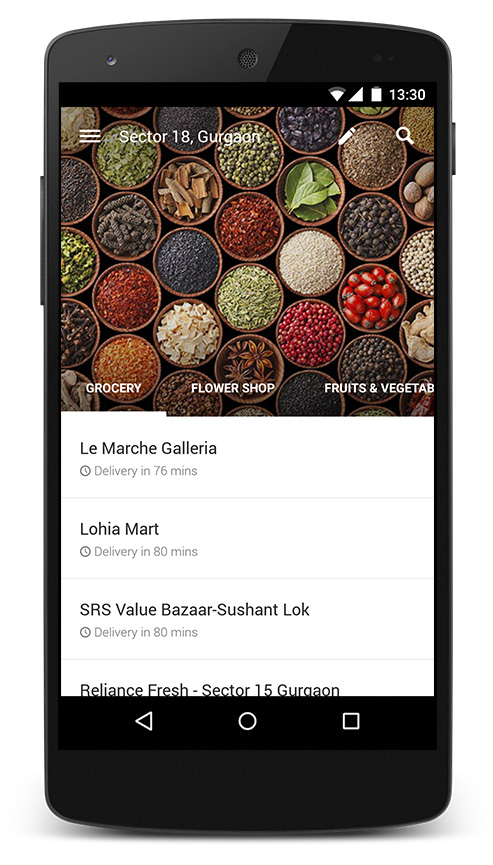 13:30
Sector 18, Gurgaon
GROCERY FLOWER SHOP FRUITS & VEGETAB
Le Marche Galleria
Delivery in 76 mins
Lohia Mart
Delivery in 80 mins
SRS Value Bazaar-Sushant Lok
Delivery in 80 mins
Reliance Fresh - Sector 15 Gurgaon